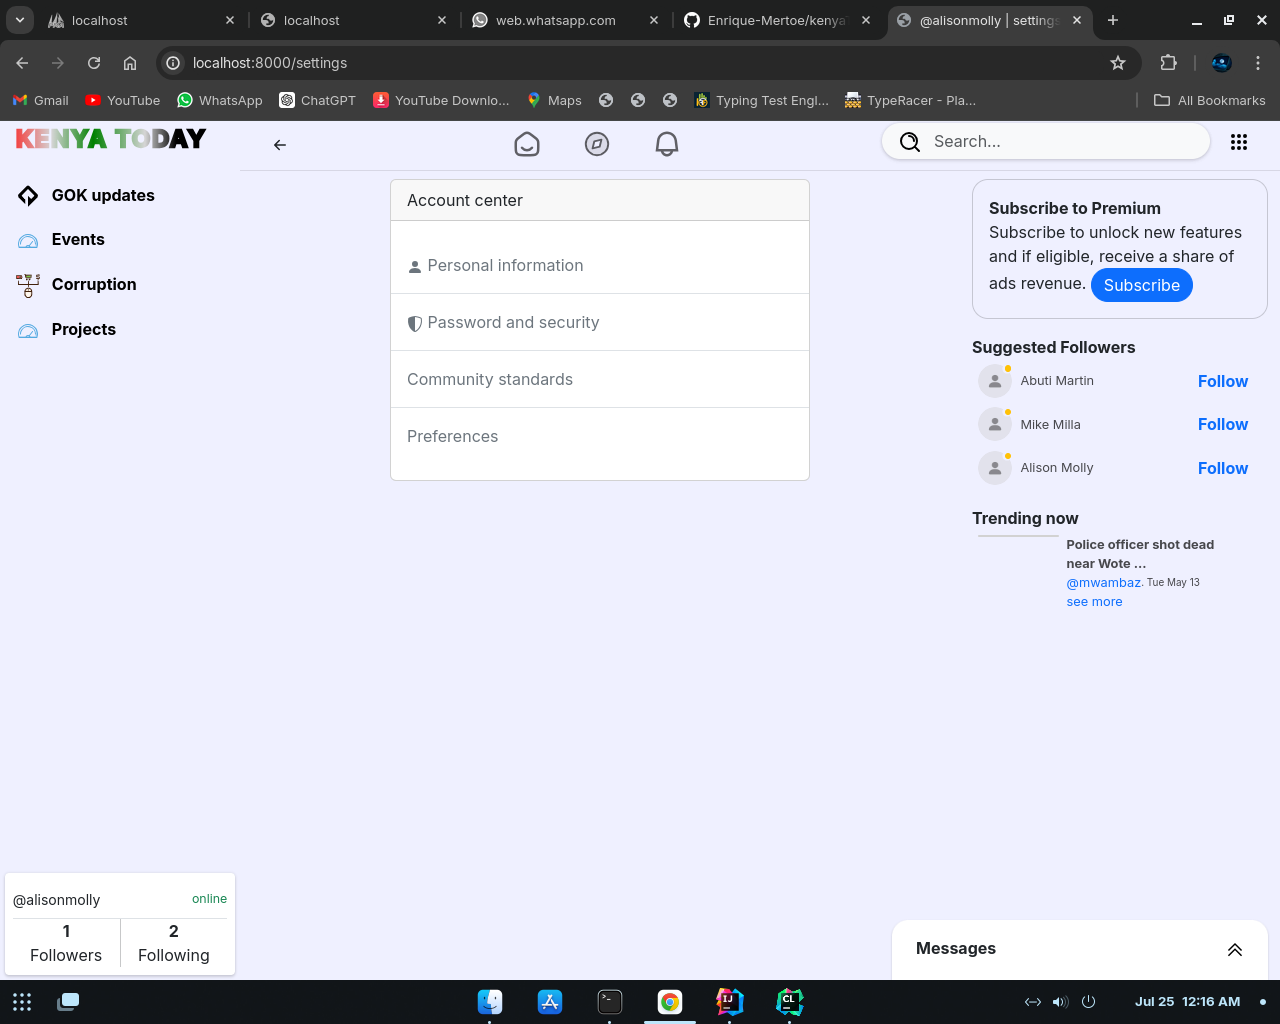 localhost
localhost
web.whatsapp.com
Enrique-Mertoe/kenya
@alisonmolly | settings
localhost:8000/settings
Gmail
YouTube
WhatsApp
ChatGPT
YouTube Downlo...
Maps
Typing Test Engl...
TypeRacer - Pla...
All Bookmarks
KENYA TODAY
Search...
GOK updates
Events
Corruption
Projects
Account center
Personal information
Password and security
Community standards
Preferences
Subscribe to Premium
Subscribe to unlock new features
and if eligible, receive a share of
ads revenue. Subscribe
Suggested Followers
Abuti Martin Follow
Mike Milla Follow
Alison Molly Follow
Trending now
Police officer shot dead
near Wote ...
@mwambaz. Tue May 13
see more
@alisonmolly online
1 2
Followers Following
Messages
IJ
CL
Jul 25 12:16 AM